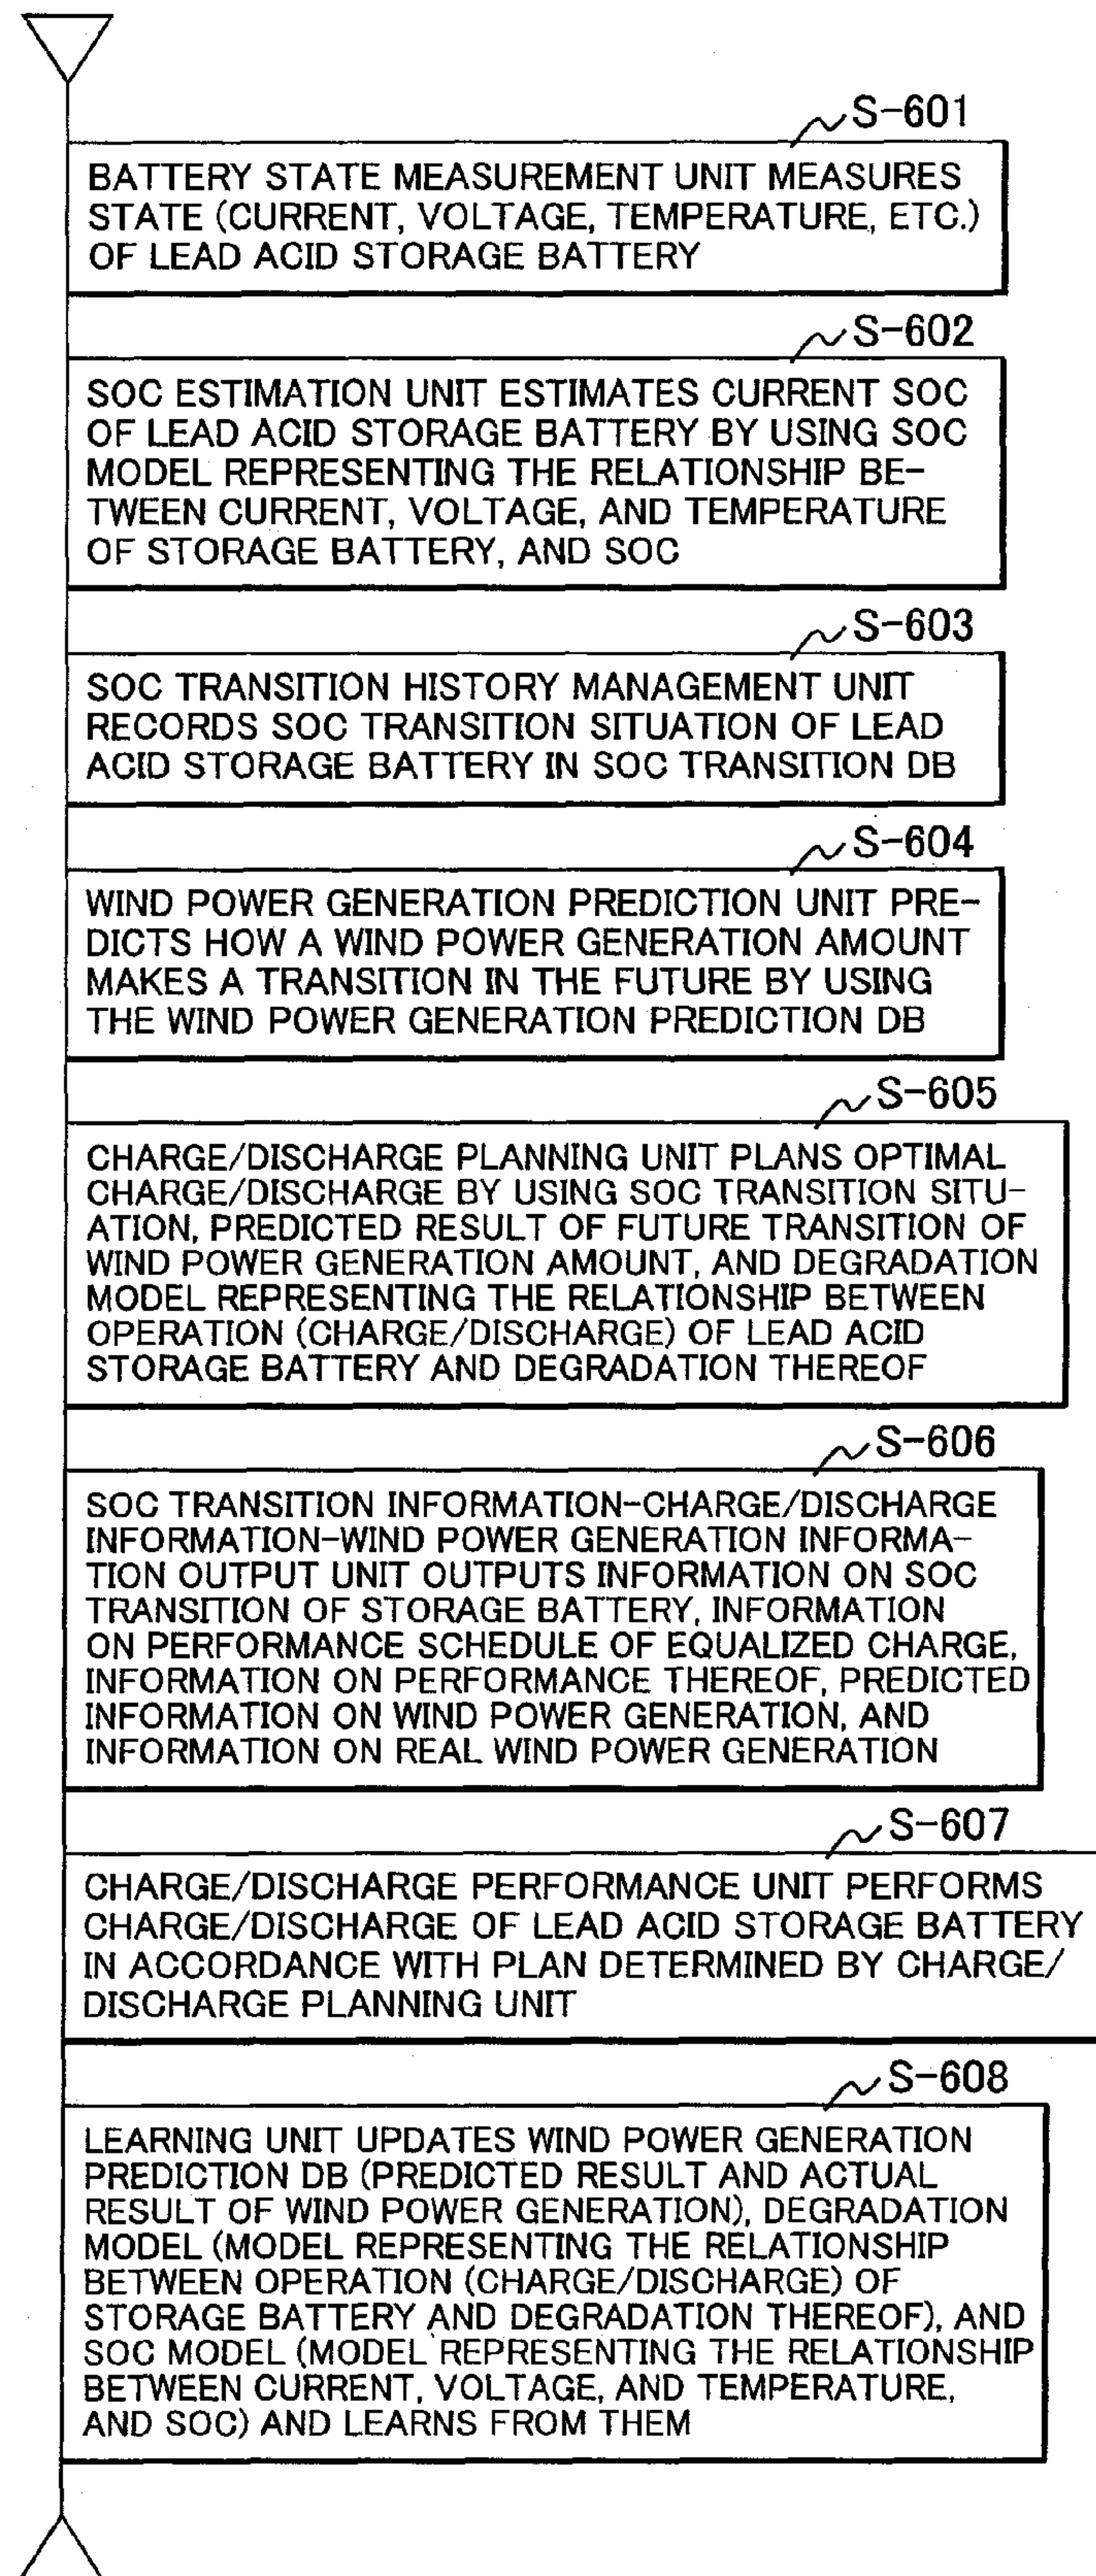 S-601
BATTERY STATE MEASUREMENT UNIT MEASURES
STATE (CURRENT, VOLTAGE, TEMPERATURE, ETC.)
OF LEAD ACID STORAGE BATTERY
S-602
SOC ESTIMATION UNIT ESTIMATES CURRENT SOC
OF LEAD ACID STORAGE BATTERY BY USING SOC
MODEL REPRESENTING THE RELATIONSHIP BE-
TWEEN CURRENT, VOLTAGE, AND TEMPERATURE
OF STORAGE BATTERY, AND SOC
S-603
SOC TRANSITION HISTORY MANAGEMENT UNIT
RECORDS SOC TRANSITION SITUATION OF LEAD
ACID STORAGE BATTERY IN SOC TRANSITION DB
S-604
WIND POWER GENERATION PREDICTION UNIT PRE-
DICTS HOW A WIND POWER GENERATION AMOUNT
MAKES A TRANSITION IN THE FUTURE BY USING
THE WIND POWER GENERATION PREDICTION DB
S-605
CHARGE/DISCHARGE PLANNING UNIT PLANS OPTIMAL
CHARGE/DISCHARGE BY USING SOC TRANSITION SITU-
ATION, PREDICTED RESULT OF FUTURE TRANSITION OF
WIND POWER GENERATION AMOUNT, AND DEGRADATION
MODEL REPRESENTING THE RELATIONSHIP BETWEEN
OPERATION (CHARGE/DISCHARGE) OF LEAD ACID
STORAGE BATTERY AND DEGRADATION THEREOF
S-606
SOC TRANSITION INFORMATION-CHARGE/DISCHARGE
INFORMATION-WIND POWER GENERATION INFORMA-
TION OUTPUT UNIT OUTPUTS INFORMATION ON SOC
TRANSITION OF STORAGE BATTERY, INFORMATION
ON PERFORMANCE SCHEDULE OF EQUALIZED CHARGE,
INFORMATION ON PERFORMANCE THEREOF, PREDICTED
INFORMATION ON WIND POWER GENERATION, AND
INFORMATION ON REAL WIND POWER GENERATION
S-607
CHARGE/DISCHARGE PERFORMANCE UNIT PERFORMS
CHARGE/DISCHARGE OF LEAD ACID STORAGE BATTERY
IN ACCORDANCE WITH PLAN DETERMINED BY CHARGE/
DISCHARGE PLANNING UNIT
S-608
LEARNING UNIT UPDATES WIND POWER GENERATION
PREDICTION DB (PREDICTED RESULT AND ACTUAL
RESULT OF WIND POWER GENERATION), DEGRADATION
MODEL (MODEL REPRESENTING THE RELATIONSHIP
BETWEEN OPERATION (CHARGE/DISCHARGE) OF
STORAGE BATTERY AND DEGRADATION THEREOF), AND
SOC MODEL (MODEL REPRESENTING THE RELATIONSHIP
BETWEEN CURRENT, VOLTAGE, AND TEMPERATURE,
AND SOC) AND LEARNS FROM THEM